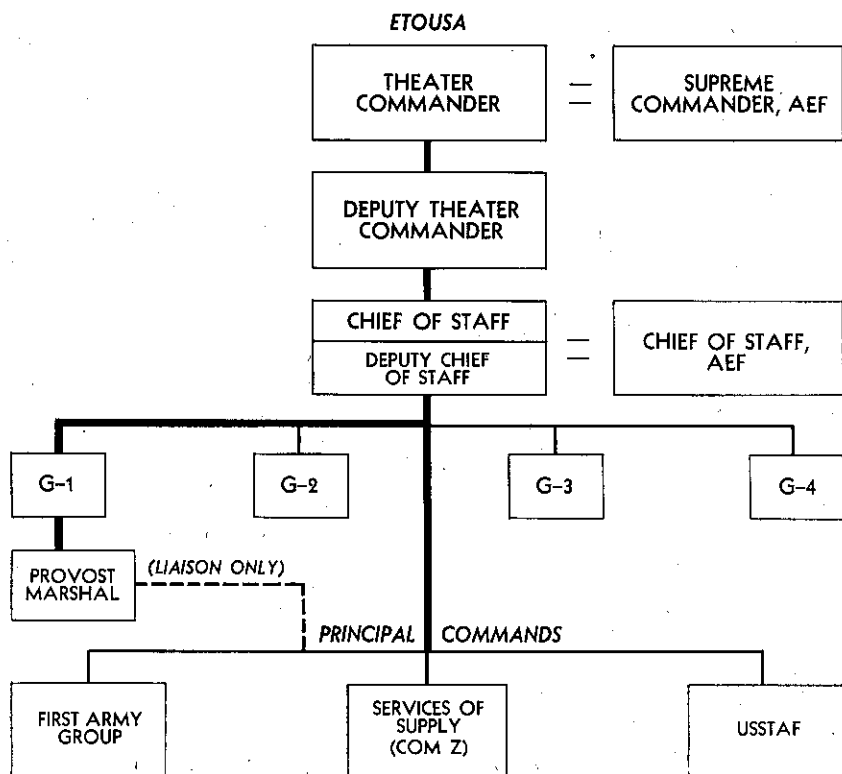 ETOUSA
THEATER
COMMANDER
SUPREME
COMMANDER, AEF
DEPUTY THEATER
COMMANDER
CHIEF OF STAFF
DEPUTY CHIEF
OF STAFF
CHIEF OF STAFF,
AEF
G-1
G-2
G-3
G-4
PROVOST
MARSHAL
(LIAISON ONLY)
PRINCIPAL COMMANDS
FIRST ARMY
GROUP
SERVICES OF
SUPPLY
(COM Z)
USSTAF